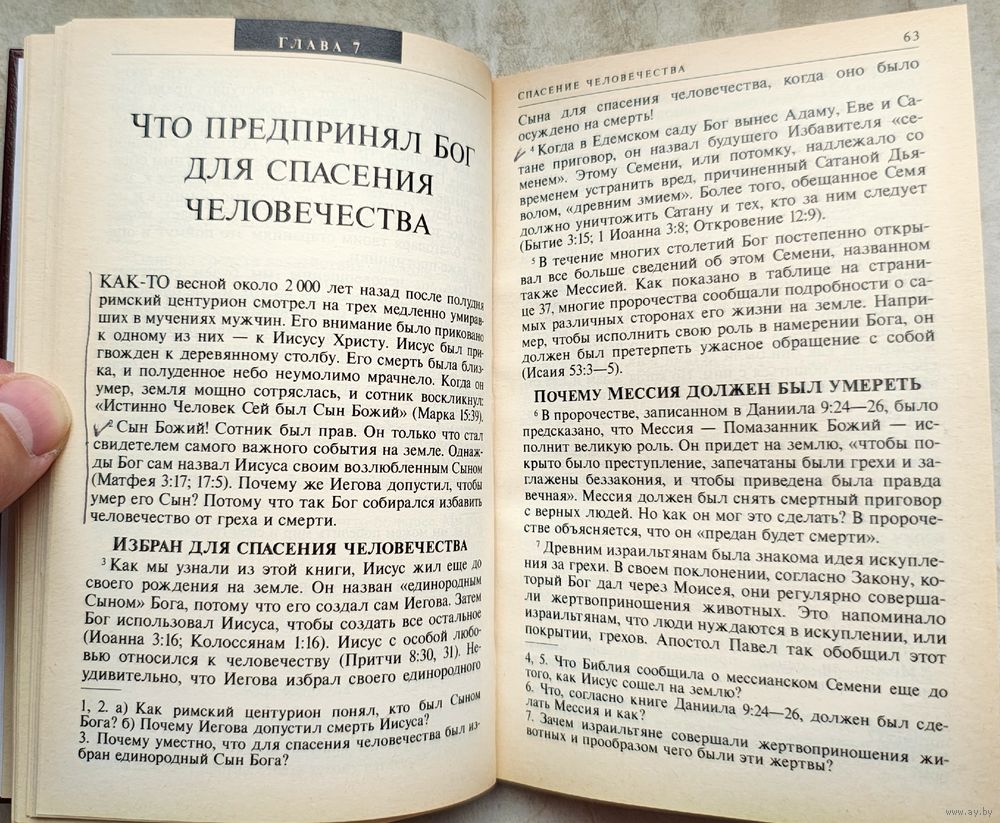 ГЛАВА 7
ЧТО ПРЕДПРИНЯЛ БОГ
ДЛЯ СПАСЕНИЯ
ЧЕЛОВЕЧЕСТВА
КАК-ТО весной около 2 000 лет назад после полудня
римский центурион смотрел на трех медленно умирав-
ших в мучениях мужчин. Его внимание было приковано
к одному из них — к Иисусу Христу. Иисус был при-
гвожден к деревянному столбу. Его смерть была близ-
ка, и полуденное небо неумолимо мрачнело. Когда он
умер, земля мощно сотряслась, и сотник воскликнул:
«Истинно Человек Сей был Сын Божий» (Марка 15:39).
2 Сын Божий! Сотник был прав. Он только что стал
свидетелем самого важного события на земле. Однаж-
ды Бог сам назвал Иисуса своим возлюбленным Сыном
(Матфея 3:17; 17:5). Почему же Иегова допустил, чтобы
умер его Сын? Потому что так Бог собирался избавить
человечество от греха и смерти.
ИЗБРАН ДЛЯ СПАСЕНИЯ ЧЕЛОВЕЧЕСТВА
3 Как мы узнали из этой книги, Иисус жил еще до
своего рождения на земле. Он назван «единородным
Сыном» Бога, потому что его создал сам Иегова. Затем
Бог использовал Иисуса, чтобы создать все остальное
(Иоанна 3:16; Колоссянам 1:16). Иисус с особой любо-
вью относился к человечеству (Притчи 8:30, 31). Не-
удивительно, что Иегова избрал своего единородного
1, 2. а) Как римский центурион понял, кто был Сыном
Бога? б) Почему Иегова допустил смерть Иисуса?
3. Почему уместно, что для спасения человечества был из-
бран единородный Сын Бога?
СПАСЕНИЕ ЧЕЛОВЕЧЕСТВА 63
Сына для спасения человечества, когда оно было
осуждено на смерть!
4 Когда в Едемском саду Бог вынес Адаму, Еве и Са-
тане приговор, он назвал будущего Избавителя «се-
менем». Этому Семени, или потомку, надлежало со
временем устранить вред, причиненный Сатаной Дья-
волом, «древним змием». Более того, обещанное Семя
должно уничтожить Сатану и тех, кто за ним следует
(Бытие 3:15; 1 Иоанна 3:8; Откровение 12:9).
5 В течение многих столетий Бог постепенно откры-
вал все больше сведений об этом Семени, названном
также Мессией. Как показано в таблице на страни-
це 37, многие пророчества сообщали подробности о са-
мых различных сторонах его жизни на земле. Напри-
мер, чтобы исполнить свою роль в намерении Бога, он
должен был претерпеть ужасное обращение с собой
(Исаия 53:3—5).
ПОЧЕМУ МЕССИЯ ДОЛЖЕН БЫЛ УМЕРЕТЬ
6 В пророчестве, записанном в Даниила 9:24—26, было
предсказано, что Мессия — Помазанник Божий — ис-
полнит великую роль. Он придет на землю, «чтобы по-
крыто было преступление, запечатаны были грехи и за-
глажены беззакония, и чтобы приведена была правда
вечная». Мессия должен был снять смертный приговор
с верных людей. Но как он мог это сделать? В пророче-
стве объясняется, что он «предан будет смерти».
7 Древним израильтянам была знакома идея искупле-
ния за грехи. В своем поклонении, согласно Закону, ко-
торый Бог дал через Моисея, они регулярно соверша-
ли жертвоприношения животных. Это напоминало
израильтянам, что люди нуждаются в искуплении, или
покрытии, грехов. Апостол Павел так обобщил этот
4, 5. Что Библия сообщила о мессианском Семени еще до
того, как Иисус сошел на землю?
6. Что, согласно книге Даниила 9:24—26, должен был сде-
лать Мессия и как?
7. Зачем израильтяне совершали жертвоприношения жи-
вотных и прообразом чего были эти жертвы?
www.ay.by